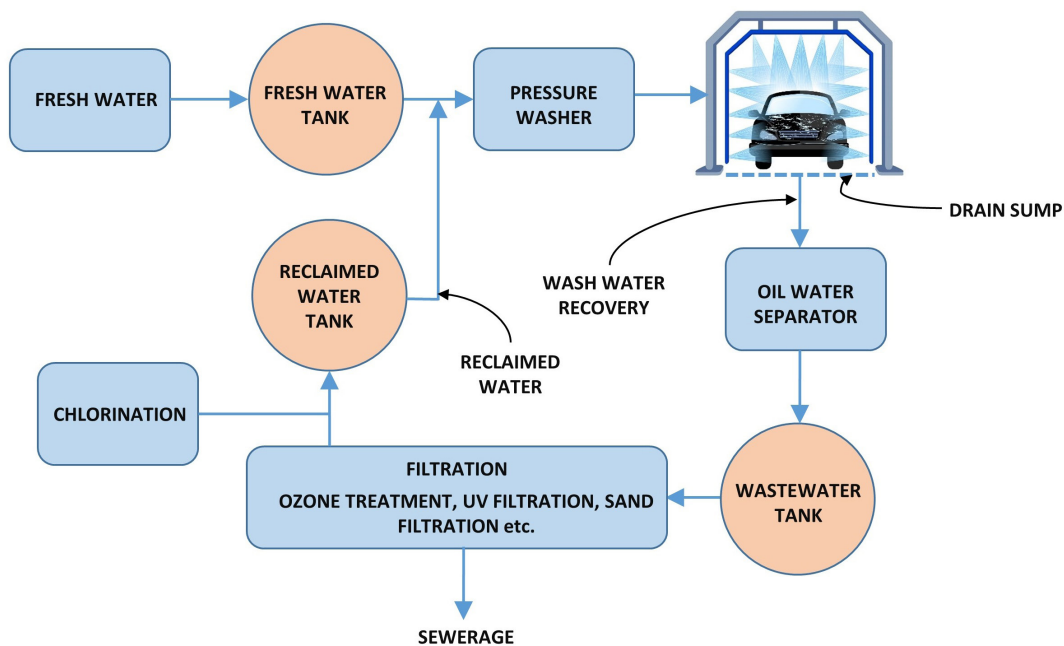 FRESH WATER
FRESH WATER
TANK
PRESSURE
WASHER
DRAIN SUMP
WASH WATER
RECOVERY
OIL WATER
SEPARATOR
RECLAIMED
WATER
TANK
RECLAIMED
WATER
CHLORINATION
FILTRATION
OZONE TREATMENT, UV FILTRATION, SAND
FILTRATION etc.
WASTEWATER
TANK
SEWERAGE